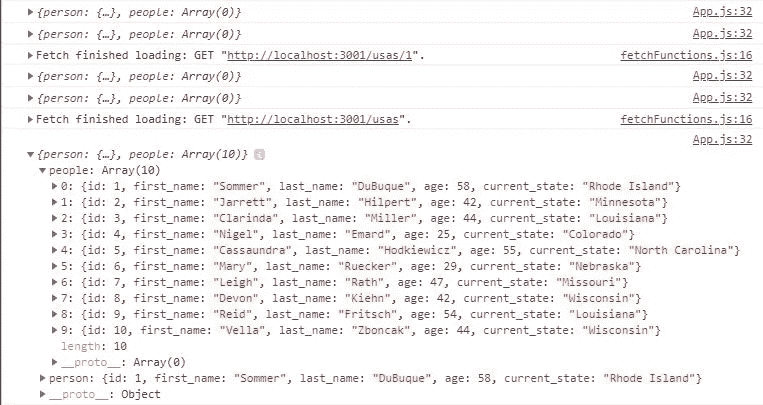 ▸ {person: {…}, people: Array(0)} App.js:32
▸ {person: {…}, people: Array(0)} App.js:32
▸ Fetch finished loading: GET "http://localhost:3001/usas/1". fetchFunctions.js:16
▸ {person: {…}, people: Array(0)} App.js:32
▸ {person: {…}, people: Array(0)} App.js:32
▸ Fetch finished loading: GET "http://localhost:3001/usas". fetchFunctions.js:16
App.js:32
▾ {person: {…}, people: Array(10)} i
▾ people: Array(10)
▸ 0: {id: 1, first_name: "Sommer", last_name: "DuBuque", age: 58, current_state: "Rhode Island"}
▸ 1: {id: 2, first_name: "Jarrett", last_name: "Hilpert", age: 42, current_state: "Minnesota"}
▸ 2: {id: 3, first_name: "Clarinda", last_name: "Miller", age: 44, current_state: "Louisiana"}
▸ 3: {id: 4, first_name: "Nigel", last_name: "Emard", age: 25, current_state: "Colorado"}
▸ 4: {id: 5, first_name: "Cassaundra", last_name: "Hodkiewicz", age: 55, current_state: "North Carolina"}
▸ 5: {id: 6, first_name: "Mary", last_name: "Ruecker", age: 29, current_state: "Nebraska"}
▸ 6: {id: 7, first_name: "Leigh", last_name: "Rath", age: 47, current_state: "Missouri"}
▸ 7: {id: 8, first_name: "Devon", last_name: "Kiehn", age: 42, current_state: "Wisconsin"}
▸ 8: {id: 9, first_name: "Reid", last_name: "Fritsch", age: 54, current_state: "Louisiana"}
▸ 9: {id: 10, first_name: "Vella", last_name: "Zboncak", age: 44, current_state: "Wisconsin"}
length: 10
▸ __proto__: Array(0)
▸ person: {id: 1, first_name: "Sommer", last_name: "DuBuque", age: 58, current_state: "Rhode Island"}
▸ __proto__: Object